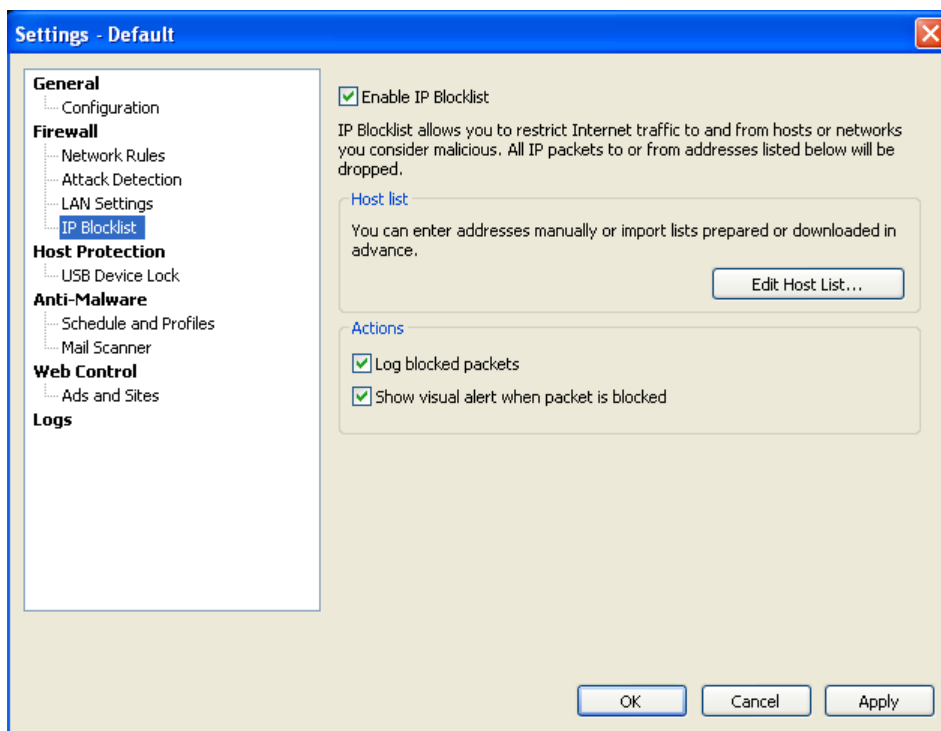 Settings - Default
General
Configuration
Firewall
Network Rules
Attack Detection
LAN Settings
IP Blocklist
Host Protection
USB Device Lock
Anti-Malware
Schedule and Profiles
Mail Scanner
Web Control
Ads and Sites
Logs
Enable IP Blocklist
IP Blocklist allows you to restrict Internet traffic to and from hosts or networks
you consider malicious. All IP packets to or from addresses listed below will be
dropped.
Host list
You can enter addresses manually or import lists prepared or downloaded in
advance.
Edit Host List...
Actions
Log blocked packets
Show visual alert when packet is blocked
OK
Cancel
Apply